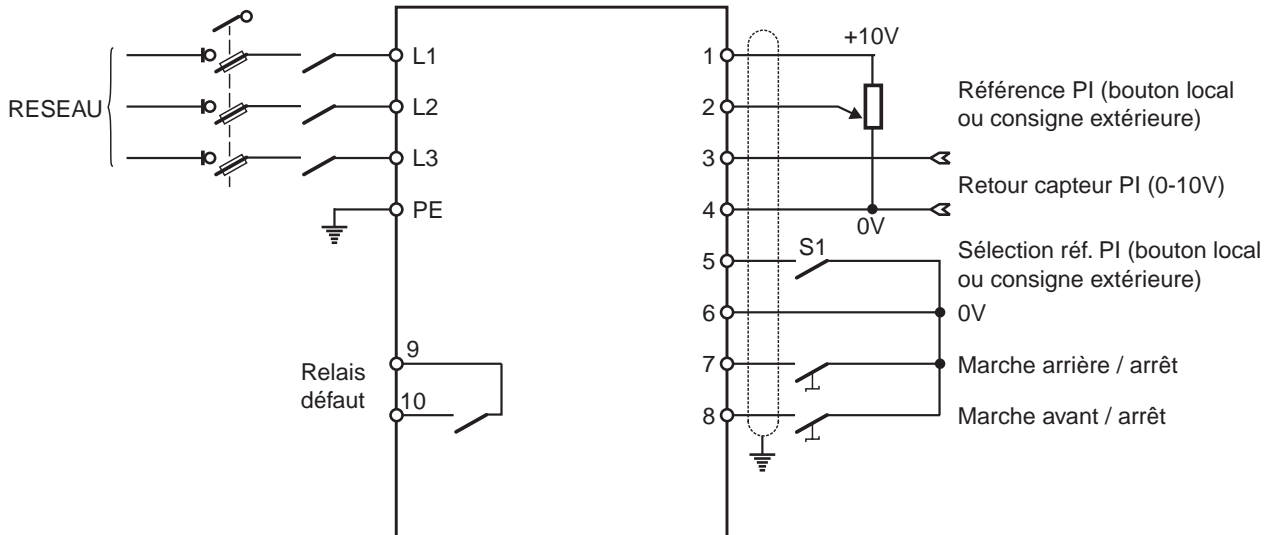 RESEAU
L1
L2
L3
PE
9
10
Relais
défaut
1
2
3
4
5
6
7
8
+10V
Référence PI (bouton local
ou consigne extérieure)
Retour capteur PI (0-10V)
0V
S1
Sélection réf. PI (bouton local
ou consigne extérieure)
0V
Marche arrière / arrêt
Marche avant / arrêt